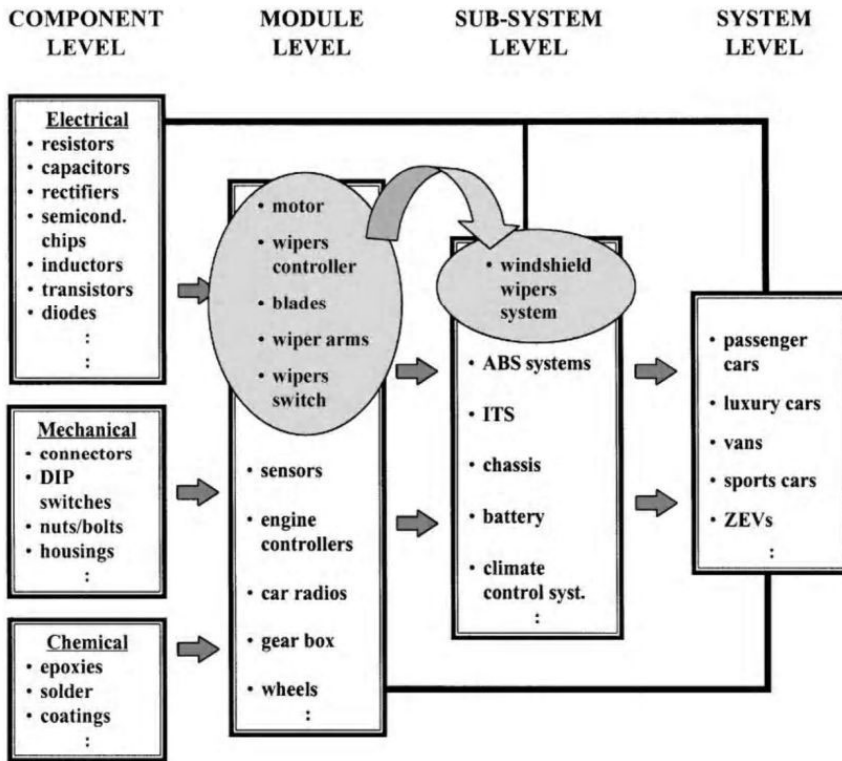 COMPONENT
LEVEL
MODULE
LEVEL
SUB-SYSTEM
LEVEL
SYSTEM
LEVEL
Electrical
• resistors
• capacitors
• rectifiers
• semicond.
chips
• inductors
• transistors
• diodes
:
:
Mechanical
• connectors
• DIP
switches
• nuts/bolts
• housings
:
Chemical
• epoxies
• solder
• coatings
:
• motor
• wipers
controller
• blades
• wiper arms
• wipers
switch
• sensors
• engine
controllers
• car radios
• gear box
• wheels
:
• windshield
wipers
system
• ABS systems
• ITS
• chassis
• battery
• climate
control syst.
:
• passenger
cars
• luxury cars
• vans
• sports cars
• ZEVs
: